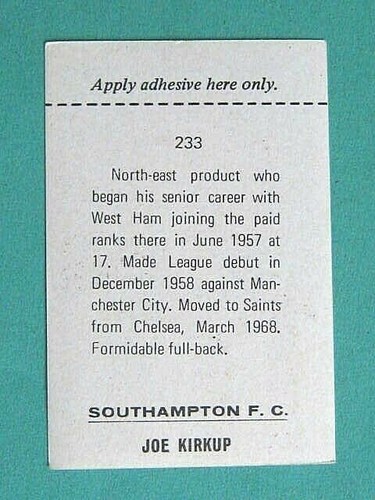 Apply adhesive here only.
233
North-east product who
began his senior career with
West Ham joining the paid
ranks there in June 1957 at
17. Made League debut in
December 1958 against Man-
chester City. Moved to Saints
from Chelsea, March 1968.
Formidable full-back.
SOUTHAMPTON F. C.
JOE KIRKUP